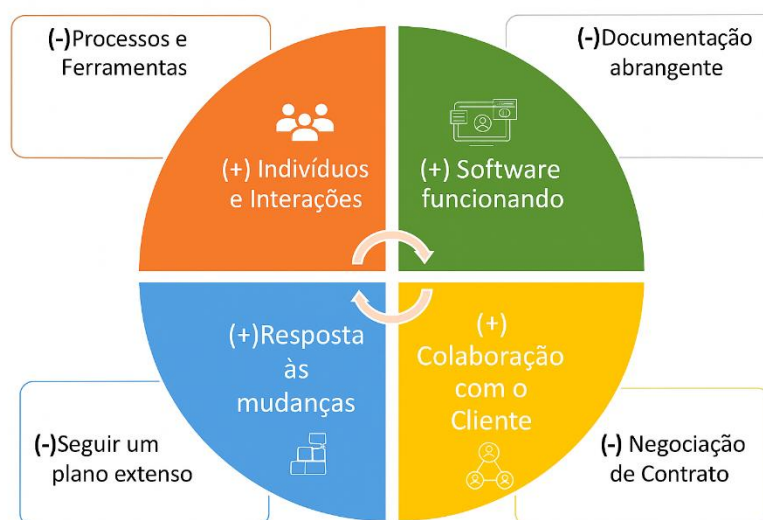 (-)Processos e
Ferramentas
(-)Documentação
abrangente
(+) Indivíduos
e Interações
(+) Software
funcionando
(+)Resposta
às
mudanças
(+)
Colaboração
com o
Cliente
(-)Seguir um
plano extenso
(-) Negociação
de Contrato